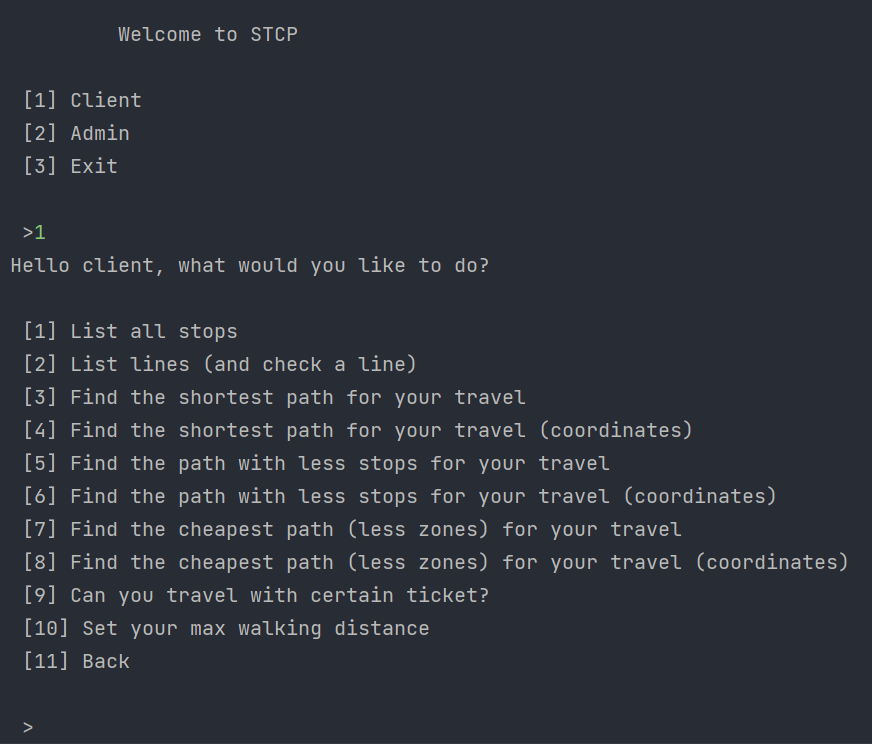 Welcome to STCP
[1] Client
[2] Admin
[3] Exit
>1
Hello client, what would you like to do?
[1] List all stops
[2] List lines (and check a line)
[3] Find the shortest path for your travel
[4] Find the shortest path for your travel (coordinates)
[5] Find the path with less stops for your travel
[6] Find the path with less stops for your travel (coordinates)
[7] Find the cheapest path (less zones) for your travel
[8] Find the cheapest path (less zones) for your travel (coordinates)
[9] Can you travel with certain ticket?
[10] Set your max walking distance
[11] Back
>